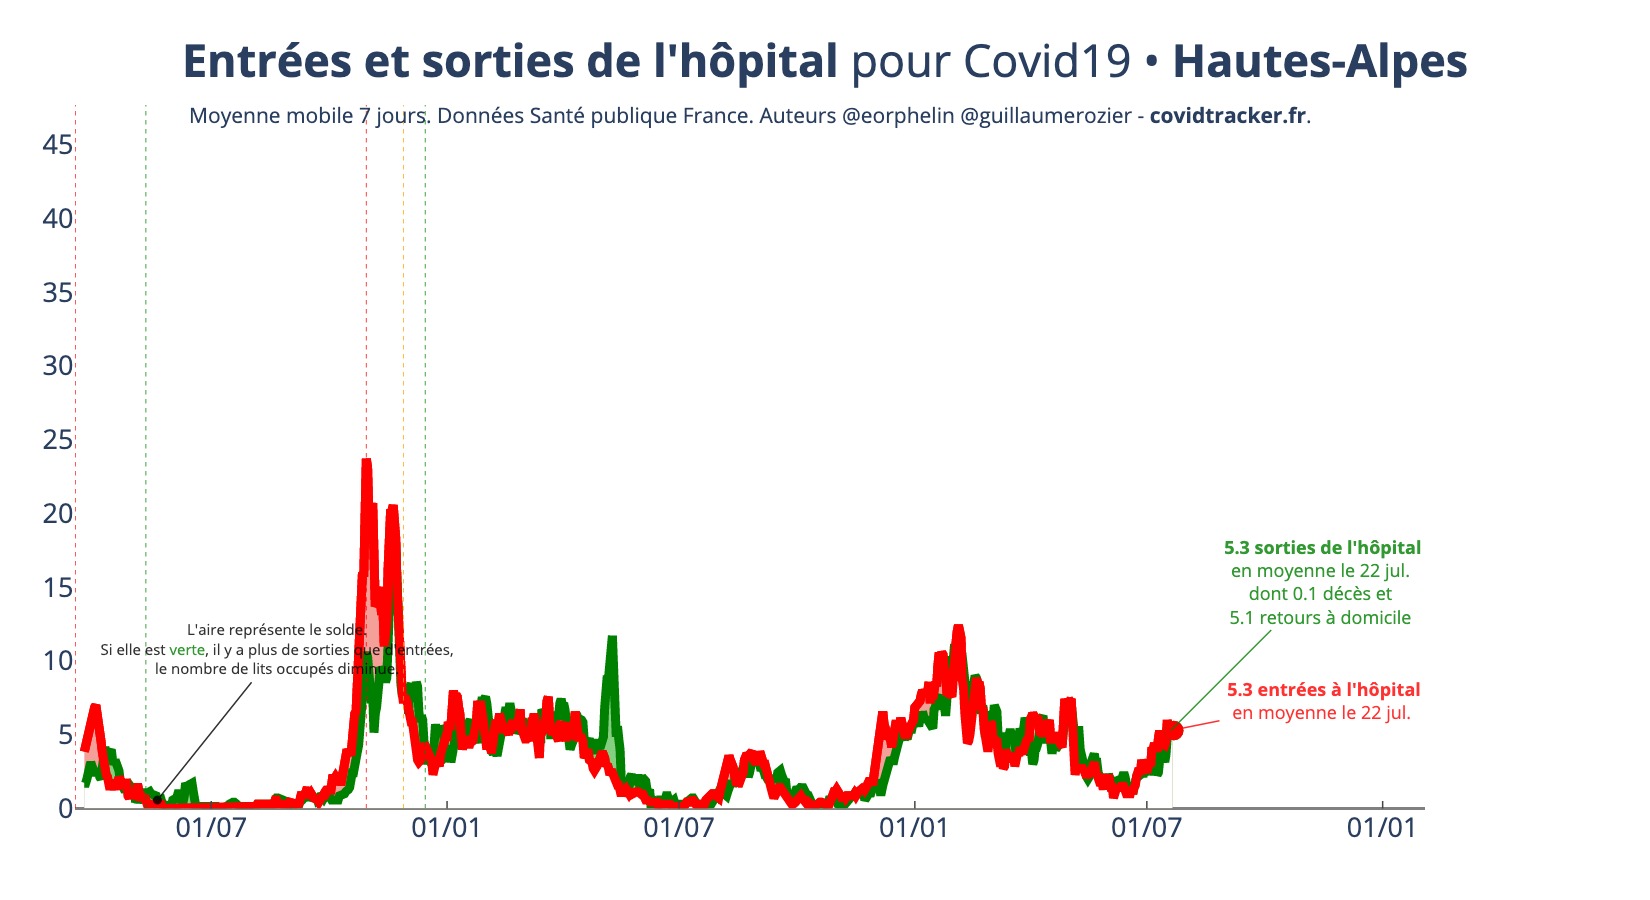 Entrées et sorties de l'hôpital pour Covid19 • Hautes-Alpes
Moyenne mobile 7 jours. Données Santé publique France. Auteurs @eorphelin @guillaumerozier - covidtracker.fr.
45
40
35
30
25
20
15
10
5
0
L'aire représente le solde.
Si elle est verte, il y a plus de sorties que d'entrées,
le nombre de lits occupés diminue.
5.3 sorties de l'hôpital
en moyenne le 22 jul.
dont 0.1 décès et
5.1 retours à domicile
5.3 entrées à l'hôpital
en moyenne le 22 jul.
01/07
01/01
01/07
01/01
01/07
01/01